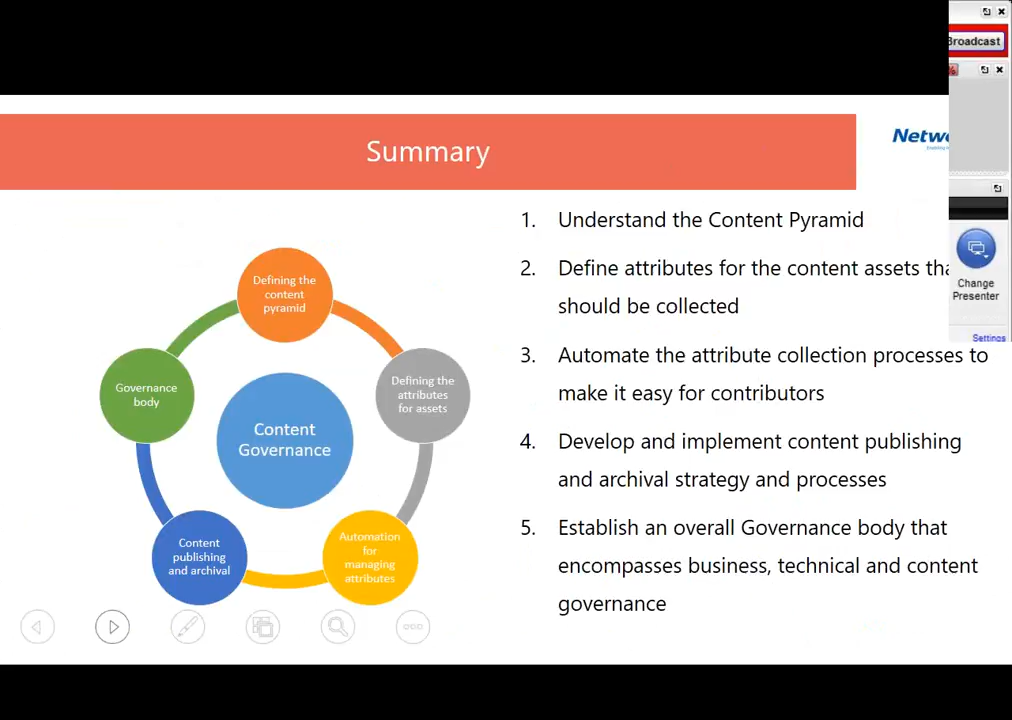 Broadcast
Summary
Netw
Enabling
Change
Presenter
Settings
Defining the
content
pyramid
Defining the
attributes
for assets
Automation
for
managing
attributes
Content
publishing
and archival
Governance
body
Content
Governance
1. Understand the Content Pyramid
2. Define attributes for the content assets tha
should be collected
3. Automate the attribute collection processes to
make it easy for contributors
4. Develop and implement content publishing
and archival strategy and processes
5. Establish an overall Governance body that
encompasses business, technical and content
governance